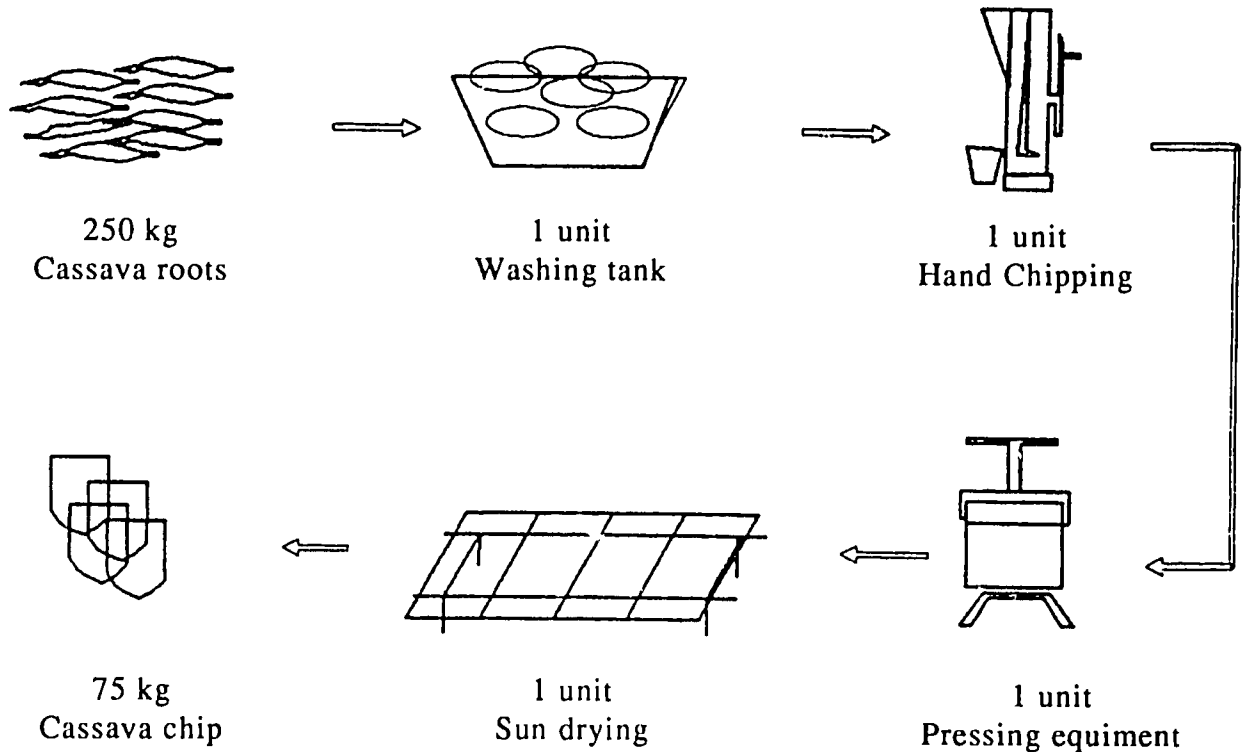 250 kg
Cassava roots
1 unit
Washing tank
1 unit
Hand Chipping
75 kg
Cassava chip
1 unit
Sun drying
1 unit
Pressing equiment